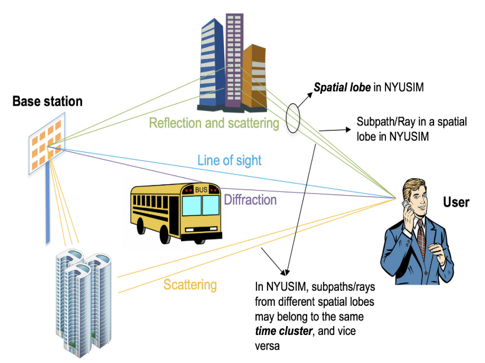 Spatial lobe in NYUSIM
Base station
Reflection and scattering
Subpath/Ray in a spatial
lobe in NYUSIM
Line of sight
BUS
Diffraction
User
Scattering
In NYUSIM, subpaths/rays
from different spatial lobes
may belong to the same
time cluster, and vice
versa